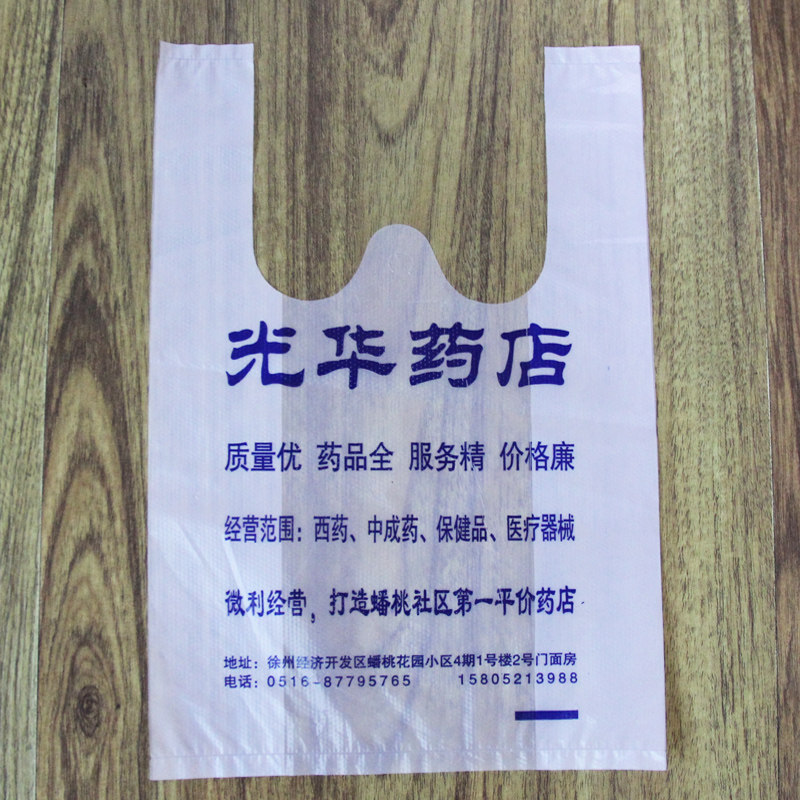 光华药店
质量优 药品全 服务精 价格廉
经营范围：西药、中成药、保健品、医疗器械
微利经营，打造蟠桃社区第一平价药店
地址：徐州经济开发区蟠桃花园小区4期1号楼2号门面房
电话：0516-87795765 15805213988